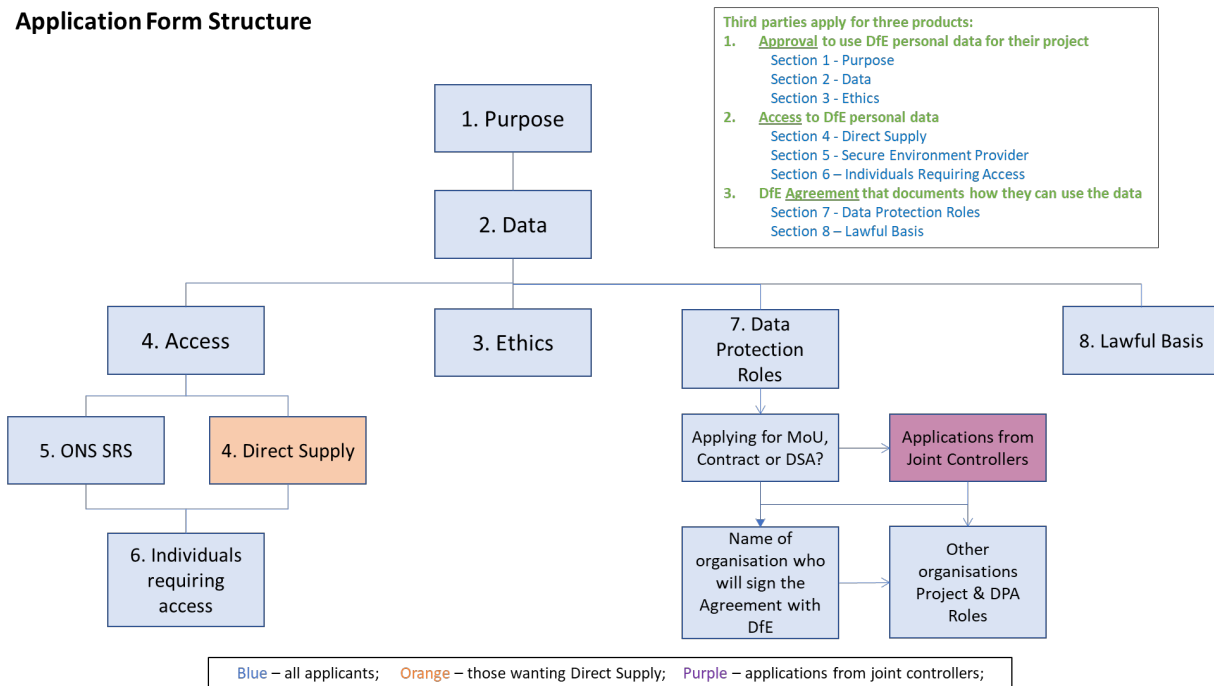 Application Form Structure
Third parties apply for three products:
1. Approval to use DfE personal data for their project
Section 1 - Purpose
Section 2 - Data
Section 3 - Ethics
2. Access to DfE personal data
Section 4 - Direct Supply
Section 5 - Secure Environment Provider
Section 6 – Individuals Requiring Access
3. DfE Agreement that documents how they can use the data
Section 7 - Data Protection Roles
Section 8 – Lawful Basis
1. Purpose
2. Data
4. Access
3. Ethics
7. Data
Protection
Roles
8. Lawful Basis
5. ONS SRS
4. Direct Supply
Applying for MoU,
Contract or DSA?
Applications from
Joint Controllers
6. Individuals
requiring
access
Name of
organisation who
will sign the
Agreement with
DfE
Other
organisations
Project & DPA
Roles
Blue – all applicants; Orange – those wanting Direct Supply; Purple – applications from joint controllers;